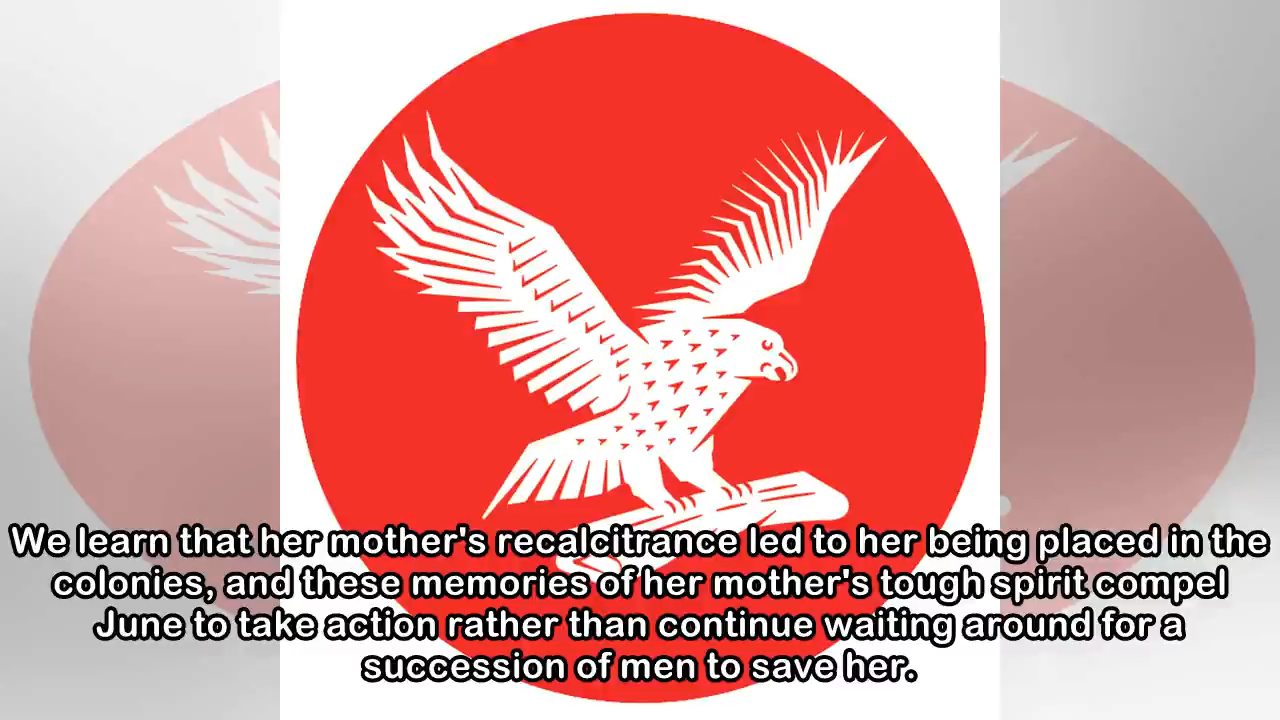 We learn that her mother's recalcitrance led to her being placed in the
colonies, and these memories of her mother's tough spirit compel
June to take action rather than continue waiting around for a
succession of men to save her.